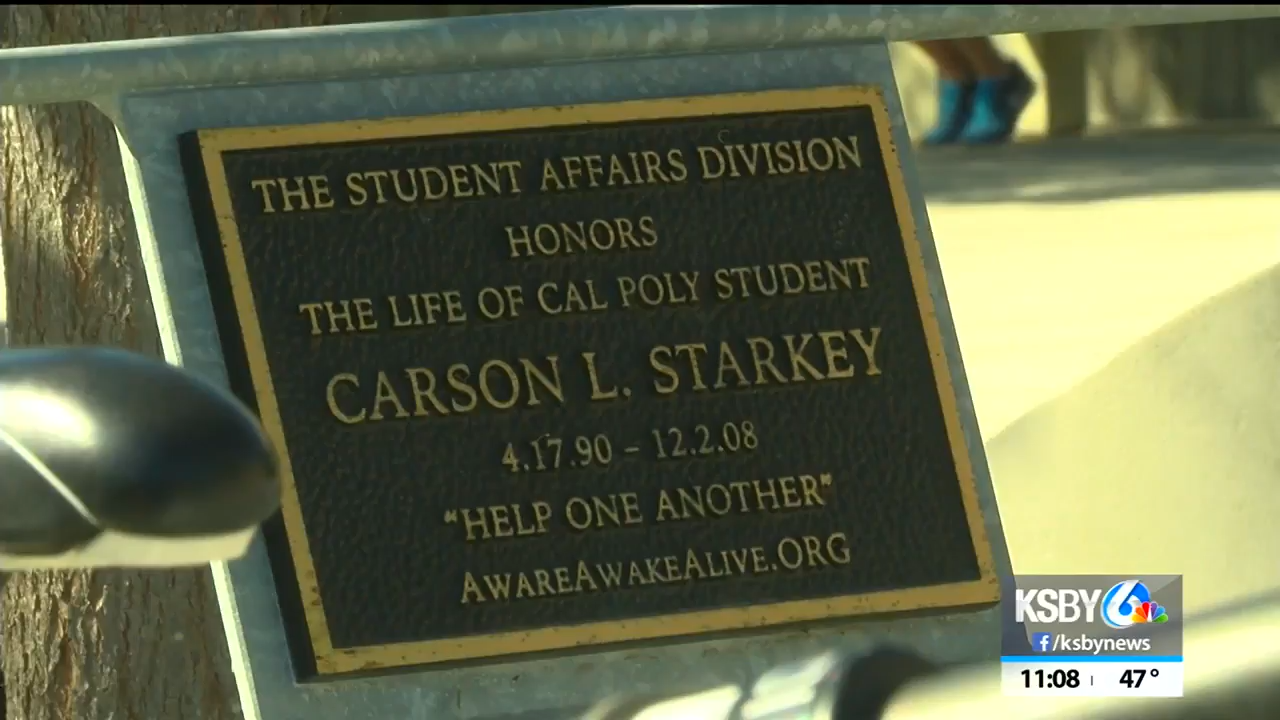 THE STUDENT AFFAIRS DIVISION
HONORS
THE LIFE OF CAL POLY STUDENT
CARSON L. STARKEY
4.17.90 – 12.2.08
"HELP ONE ANOTHER"
AWAREAWAKEALIVE.ORG
KSBY 6
f/ksbynews
11:08 47°